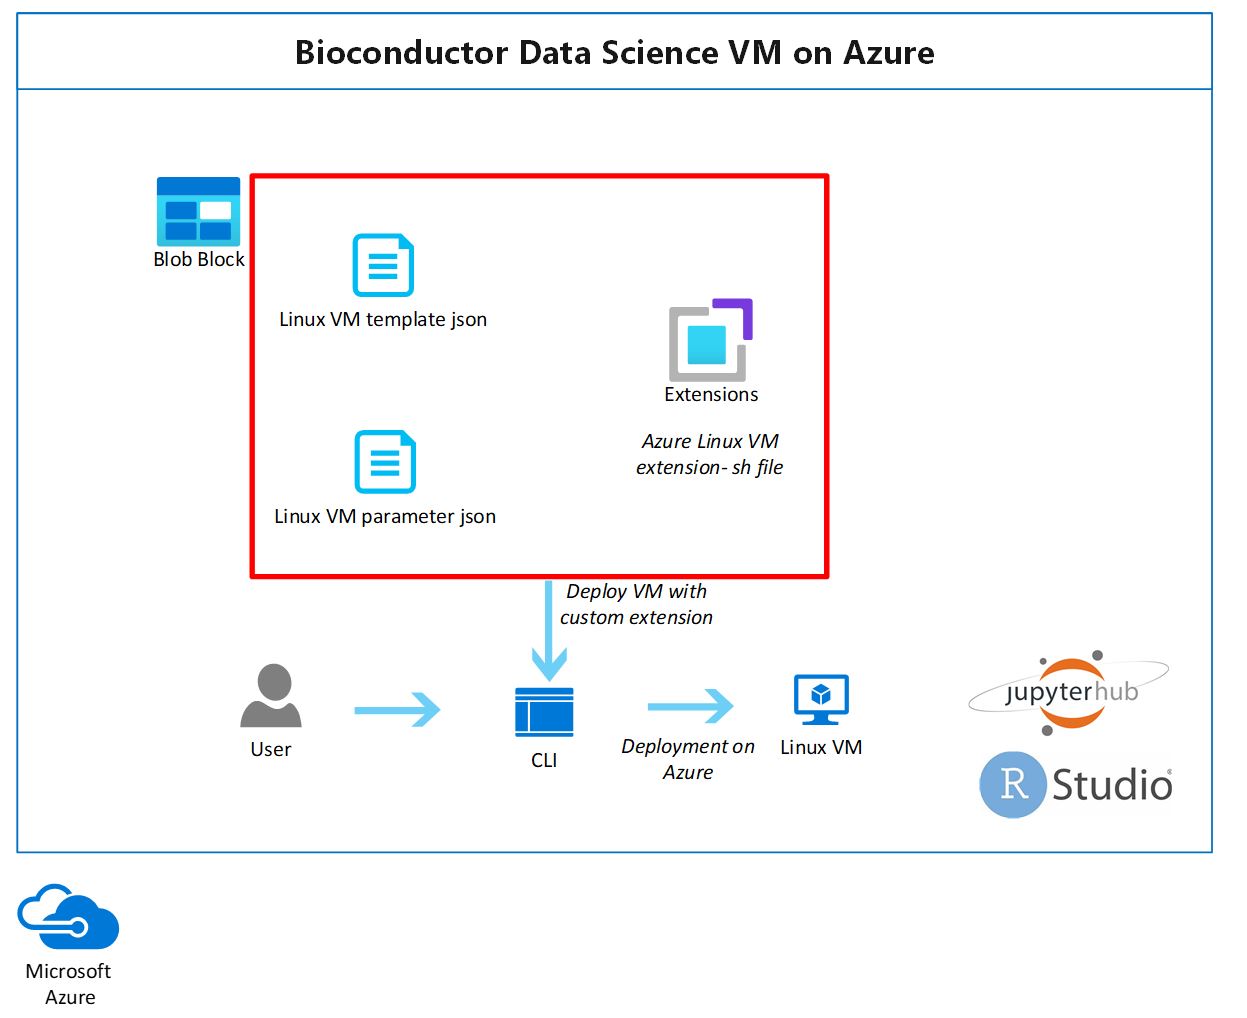 Bioconductor Data Science VM on Azure
Blob Block
Linux VM template json
Extensions
Azure Linux VM
extension- sh file
Linux VM parameter json
Deploy VM with
custom extension
User
CLI
Deployment on
Azure
Linux VM
jupyterhub
R Studio®
Microsoft
Azure